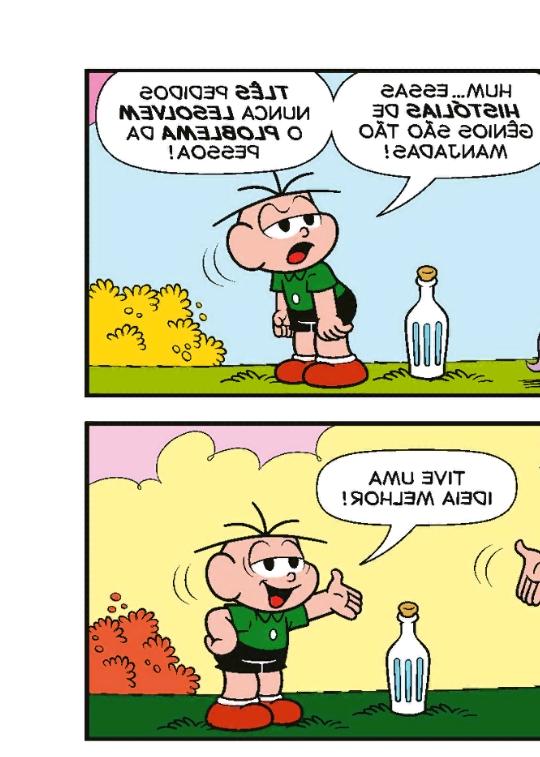 HUM... ESSAS
HISTÓLIAS DE
GÊNIOS SÃO TÃO
MANJADAS!
TLÊS PEDIDOS
NUNCA LESOLVEM
O PLOBLEMA DA
PESSOA!
TIVE UMA
IDEIA MELHOR!